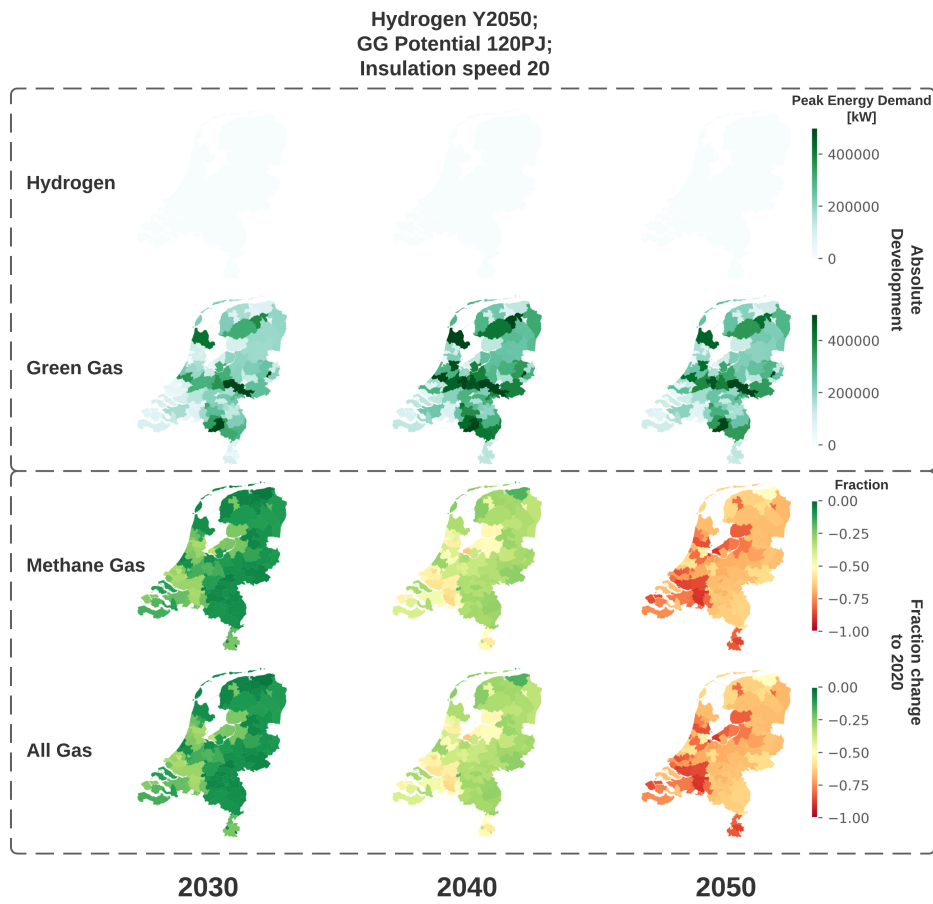 Hydrogen Y2050;
GG Potential 120PJ;
Insulation speed 20
Peak Energy Demand
[kW]
Hydrogen
400000
200000
0
Absolute
Development
Green Gas
400000
200000
0
Fraction
Methane Gas
0.00
−0.25
−0.50
−0.75
−1.00
Fraction change
to 2020
All Gas
0.00
−0.25
−0.50
−0.75
−1.00
2030
2040
2050